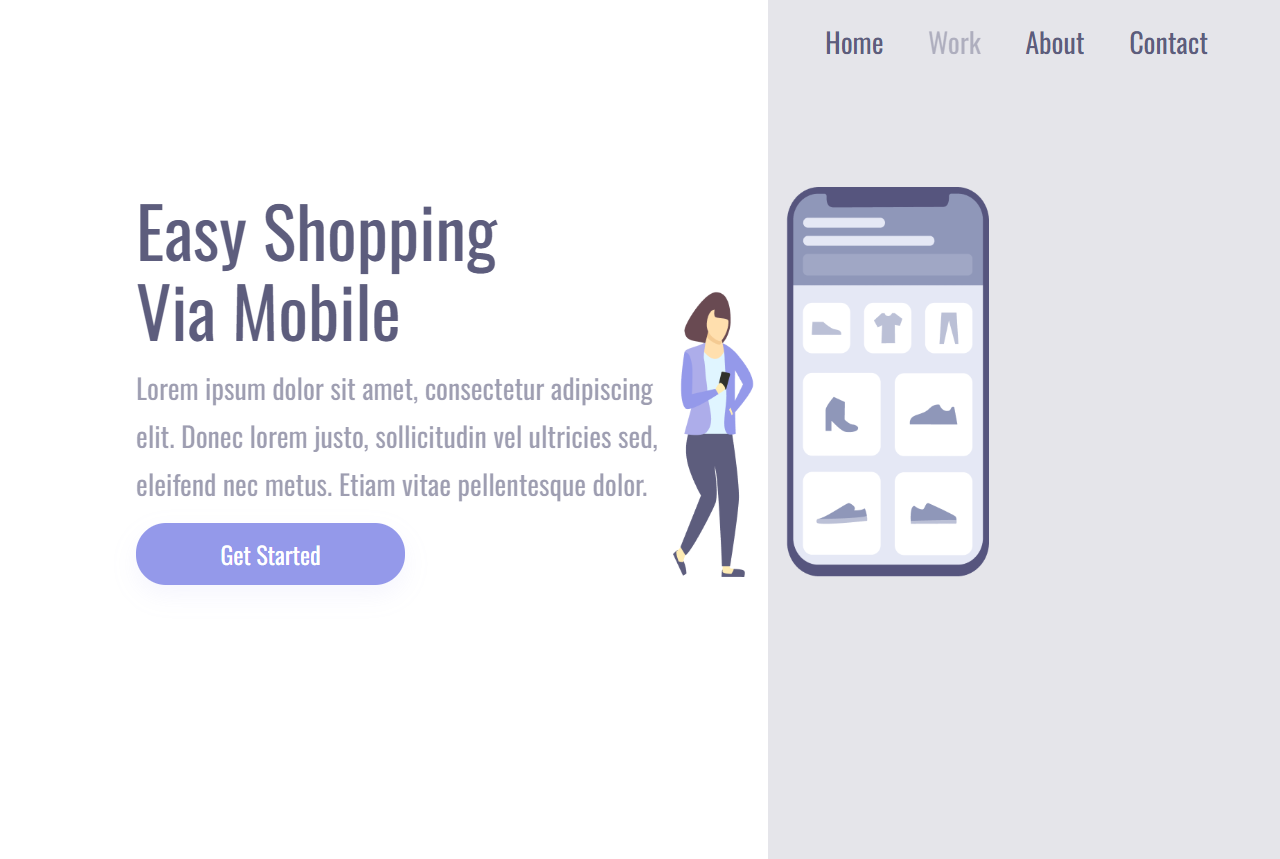 Home Work About Contact
Easy Shopping
Via Mobile
Lorem ipsum dolor sit amet, consectetur adipiscing
elit. Donec lorem justo, sollicitudin vel ultricies sed,
eleifend nec metus. Etiam vitae pellentesque dolor.
Get Started